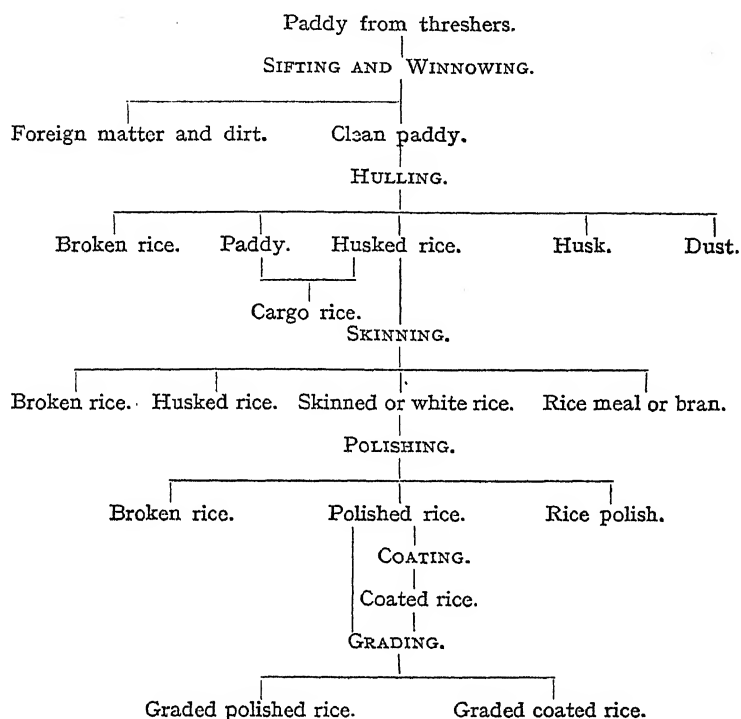 Paddy from threshers.
SIFTING AND WINNOWING.
Foreign matter and dirt. Clean paddy.
HULLING.
Broken rice. Paddy. Husked rice. Husk. Dust.
Cargo rice.
SKINNING.
Broken rice. Husked rice. Skinned or white rice. Rice meal or bran.
POLISHING.
Broken rice. Polished rice. Rice polish.
COATING.
Coated rice.
GRADING.
Graded polished rice. Graded coated rice.